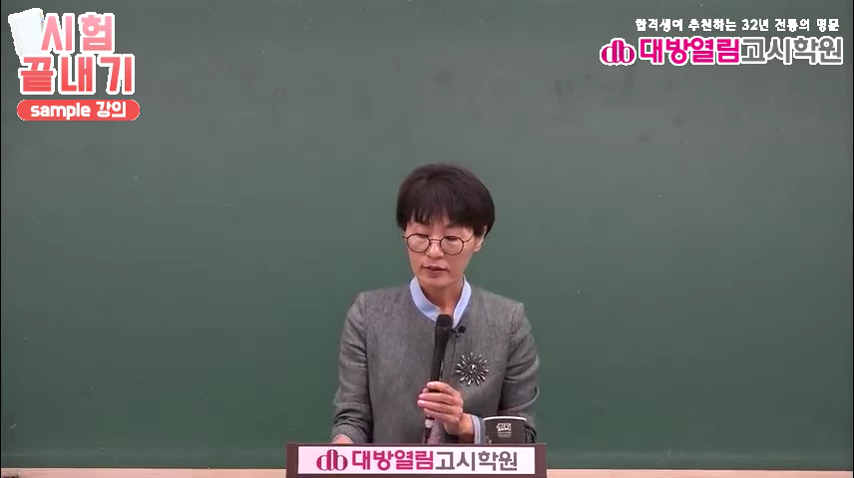 시험
끝내기
sample 강의
합격생이 추천하는 32년 전통의 명문
db 대방열림고시학원
db 대방열림고시학원